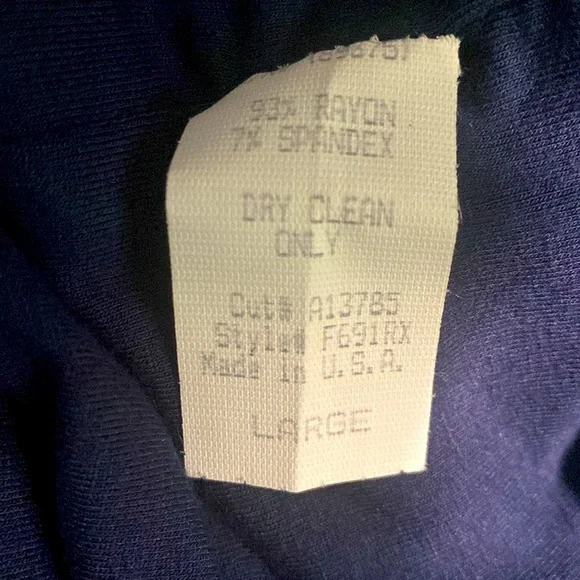 93% RAYON
7% SPANDEX
DRY CLEAN
ONLY
Cut# A13785
Style# F691RX
Made in U.S.A.
LARGE